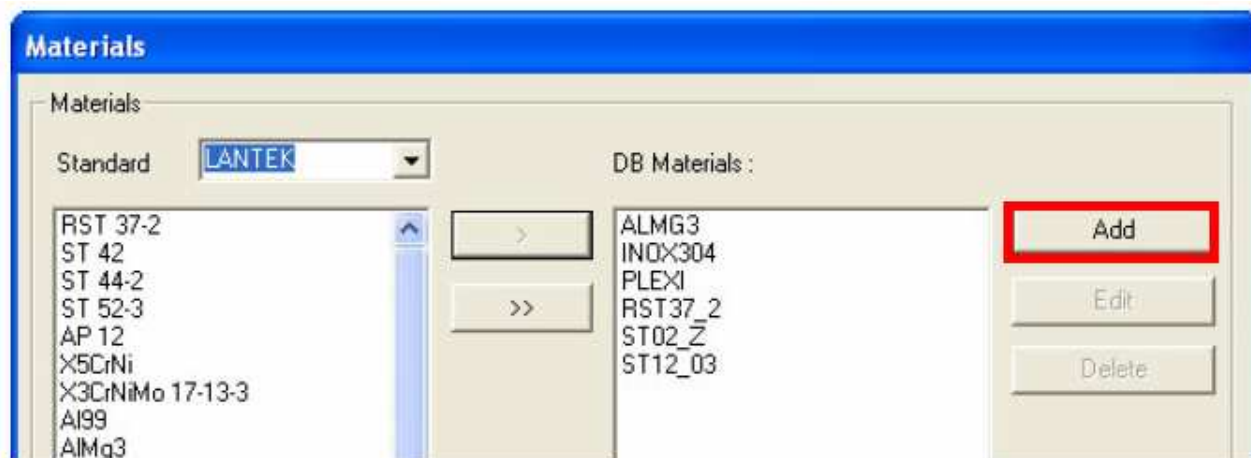 Materials
Materials
Standard
LANTEK
DB Materials :
RST 37-2
ST 42
ST 44-2
ST 52-3
AP 12
X5CrNi
X3CrNiMo 17-13-3
Al99
AlMg3
>
>>
ALMG3
INOX304
PLEXI
RST37_2
ST02_Z
ST12_03
Add
Edit
Delete